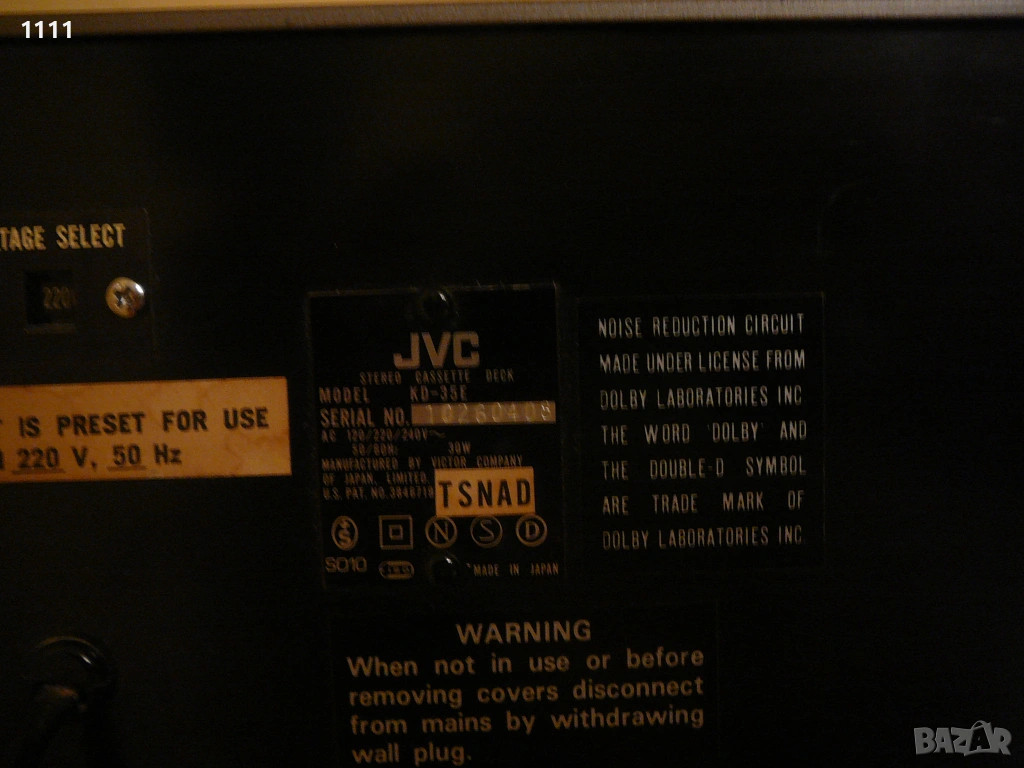 1111
TAGE SELECT
220
IS PRESET FOR USE
220 V, 50 Hz
JVC
STEREO CASSETTE DECK
MODEL KD-35E
SERIAL NO. 10260408
AC 120/220/240V~
50/60Hz 30W
MANUFACTURED BY VICTOR COMPANY
OF JAPAN, LIMITED.
U.S. PAT. NO. 3846719
TSNAD
S N S D
SO10
MADE IN JAPAN
NOISE REDUCTION CIRCUIT
MADE UNDER LICENSE FROM
DOLBY LABORATORIES INC
THE WORD 'DOLBY' AND
THE DOUBLE-D SYMBOL
ARE TRADE MARK OF
DOLBY LABORATORIES INC
WARNING
When not in use or before
removing covers disconnect
from mains by withdrawing
wall plug.
BAZAR